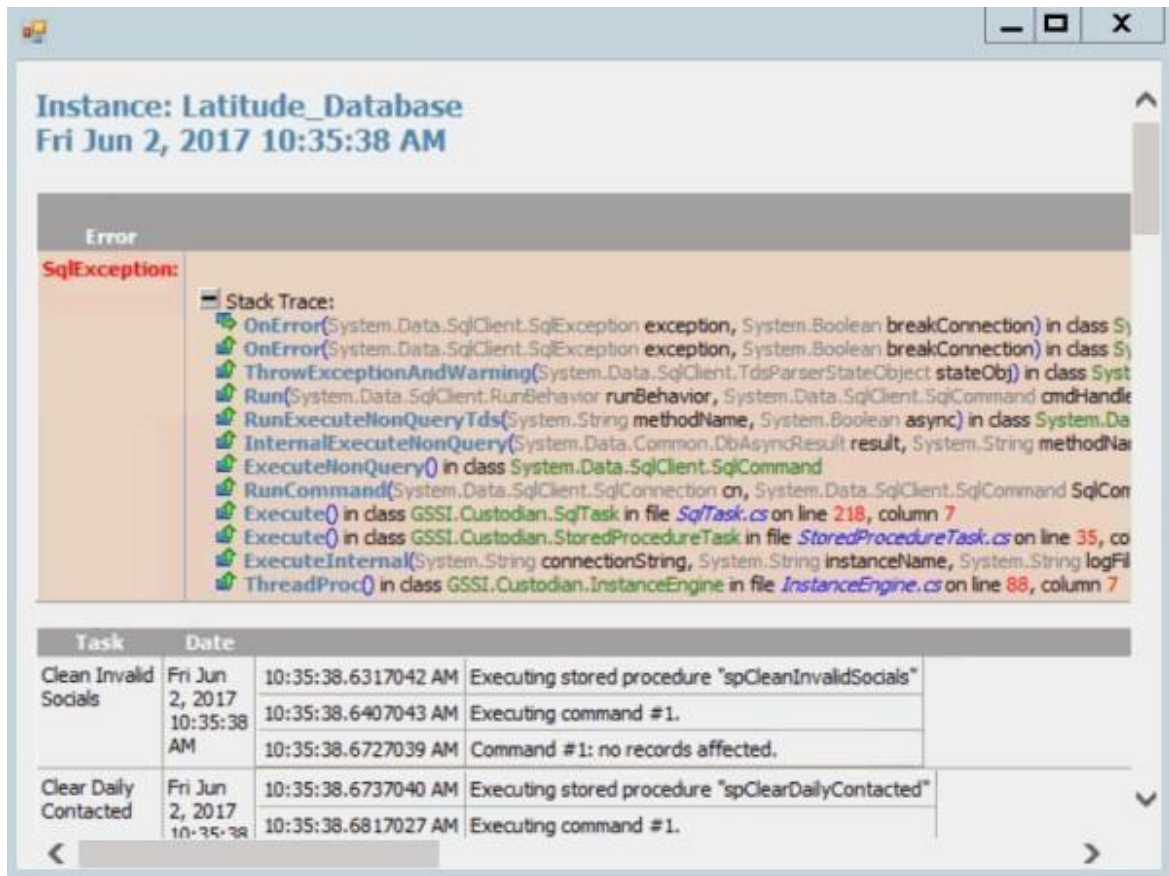 Instance: Latitude_Database
Fri Jun 2, 2017 10:35:38 AM
Error
SqlException:
Stack Trace:
OnError(System.Data.SqlClient.SqlException exception, System.Boolean breakConnection) in class Sy
OnError(System.Data.SqlClient.SqlException exception, System.Boolean breakConnection) in class Sy
ThrowExceptionAndWarning(System.Data.SqlClient.TdsParserStateObject stateObj) in class Syst
Run(System.Data.SqlClient.RunBehavior runBehavior, System.Data.SqlClient.SqlCommand cmdHandle
RunExecuteNonQueryTds(System.String methodName, System.Boolean async) in class System.Da
InternalExecuteNonQuery(System.Data.Common.DbAsyncResult result, System.String methodNa
ExecuteNonQuery() in class System.Data.SqlClient.SqlCommand
RunCommand(System.Data.SqlClient.SqlConnection cn, System.Data.SqlClient.SqlCommand SqlCom
Execute() in class GSSI.Custodian.SqlTask in file SqlTask.cs on line 218, column 7
Execute() in class GSSI.Custodian.StoredProcedureTask in file StoredProcedureTask.cs on line 35, co
ExecuteInternal(System.String connectionString, System.String instanceName, System.String logFil
ThreadProc() in class GSSI.Custodian.InstanceEngine in file InstanceEngine.cs on line 88, column 7
Task Date
Clean Invalid Socials
Fri Jun 2, 2017 10:35:38 AM
10:35:38.6317042 AM Executing stored procedure "spCleanInvalidSocials"
10:35:38.6407043 AM Executing command #1.
10:35:38.6727039 AM Command #1: no records affected.
Clear Daily Contacted
Fri Jun 2, 2017 10:35:38
10:35:38.6737040 AM Executing stored procedure "spClearDailyContacted"
10:35:38.6817027 AM Executing command #1.